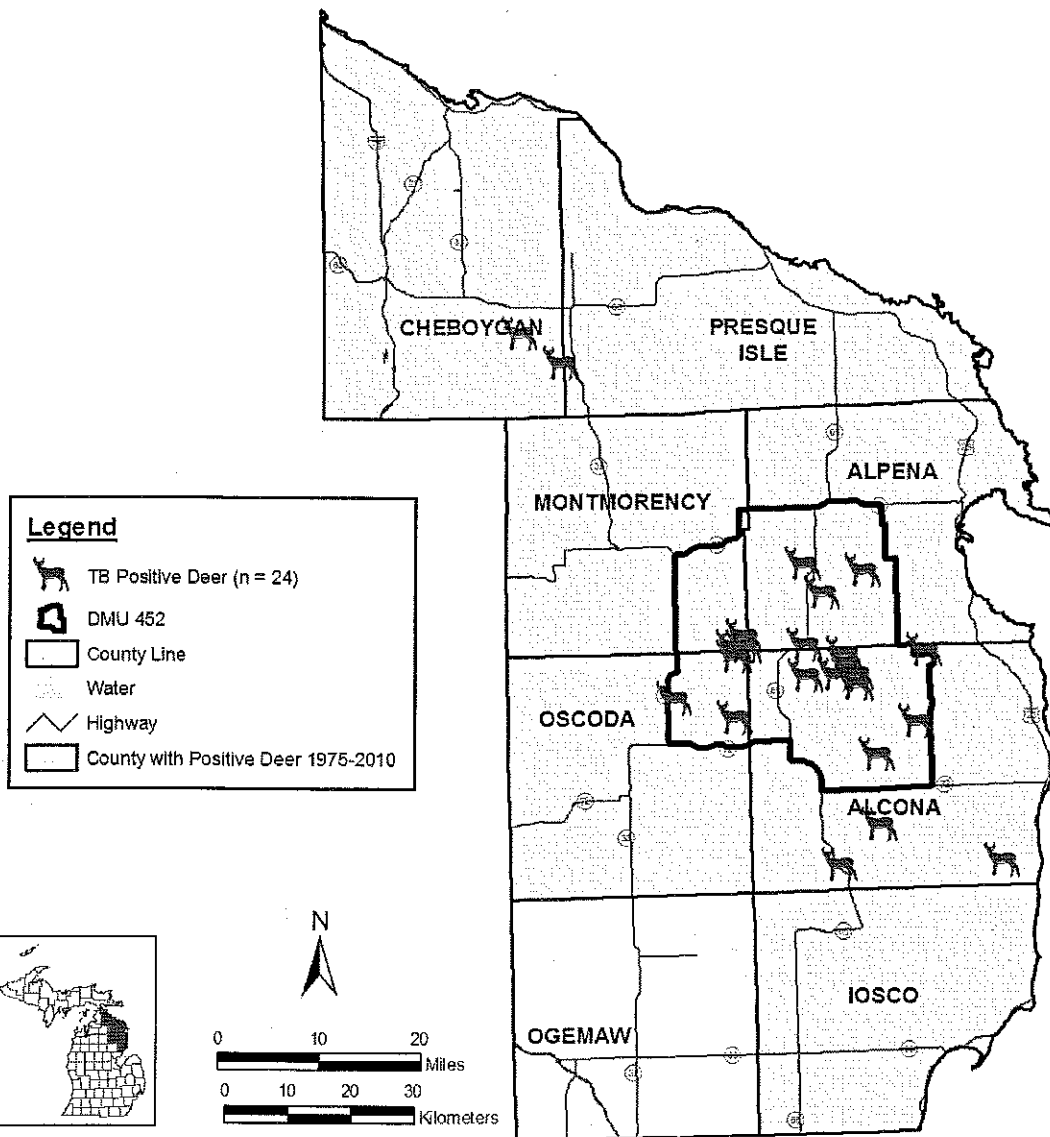 CHEBOYGAN
PRESQUE
ISLE
ALPENA
MONTMORENCY
Legend
TB Positive Deer (n = 24)
DMU 452
County Line
Water
Highway
County with Positive Deer 1975-2010
OSCODA
ALCONA
N
0 10 20
Miles
0 10 20 30
Kilometers
IOSCO
OGEMAW